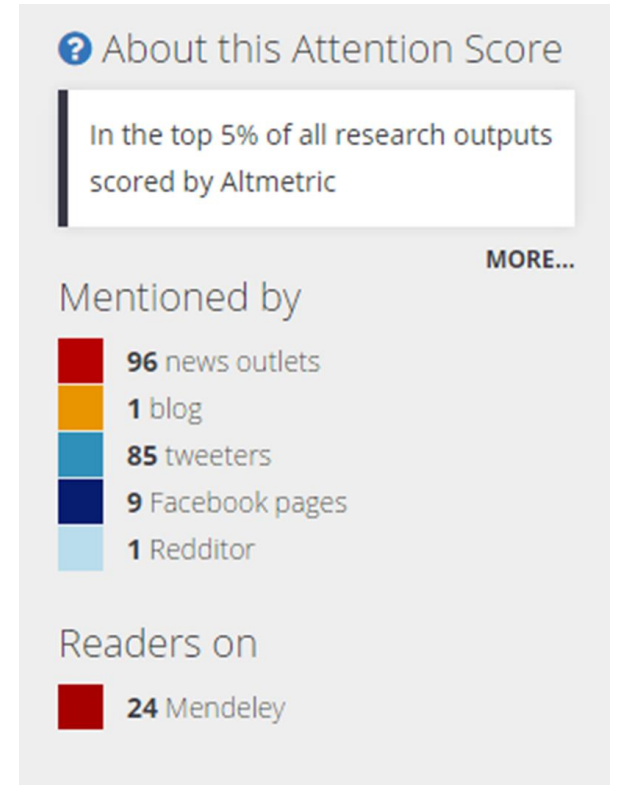 About this Attention Score
In the top 5% of all research outputs
scored by Altmetric
MORE...
Mentioned by
96 news outlets
1 blog
85 tweeters
9 Facebook pages
1 Redditor
Readers on
24 Mendeley